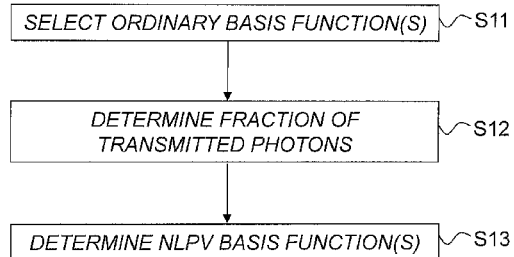 SELECT ORDINARY BASIS FUNCTION(S)
S11
DETERMINE FRACTION OF
TRANSMITTED PHOTONS
S12
DETERMINE NLPV BASIS FUNCTION(S)
S13